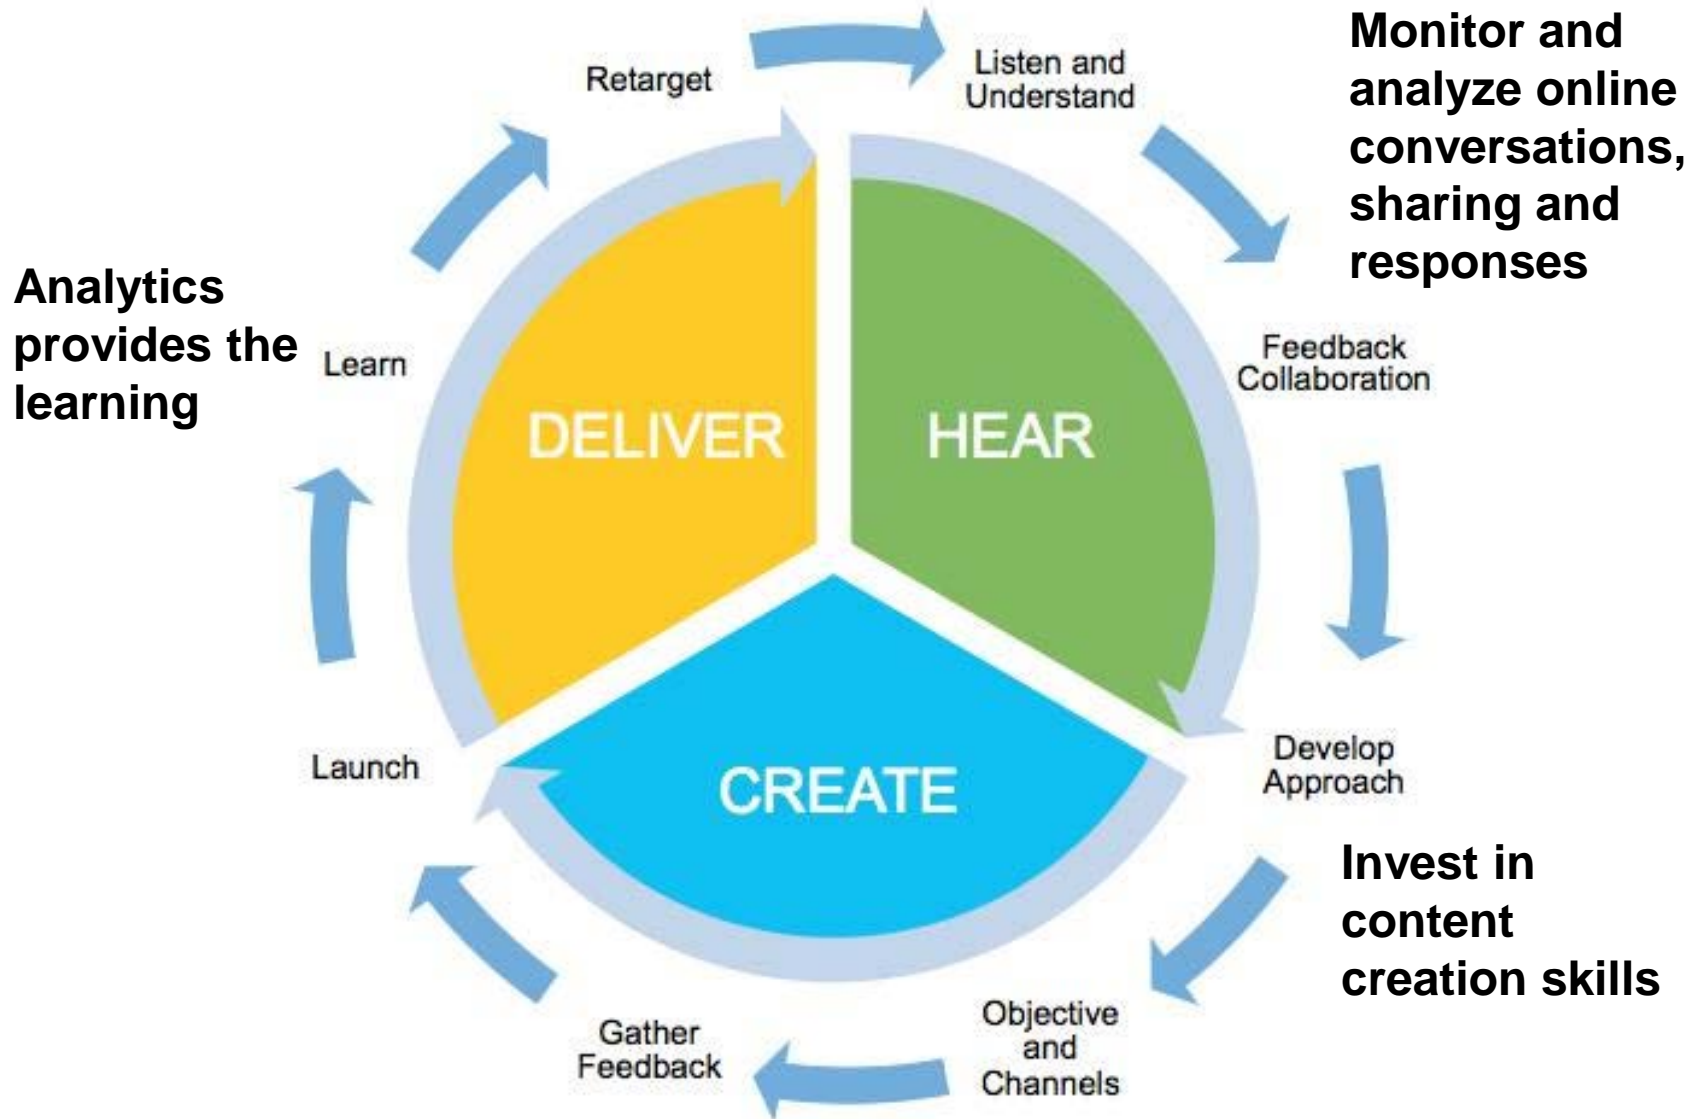 Monitor and
analyze online
conversations,
sharing and
responses
Retarget
Listen and
Understand
Analytics
provides the
learning
Learn
Feedback
Collaboration
DELIVER
HEAR
CREATE
Launch
Develop
Approach
Invest in
content
creation skills
Objective
and
Channels
Gather
Feedback